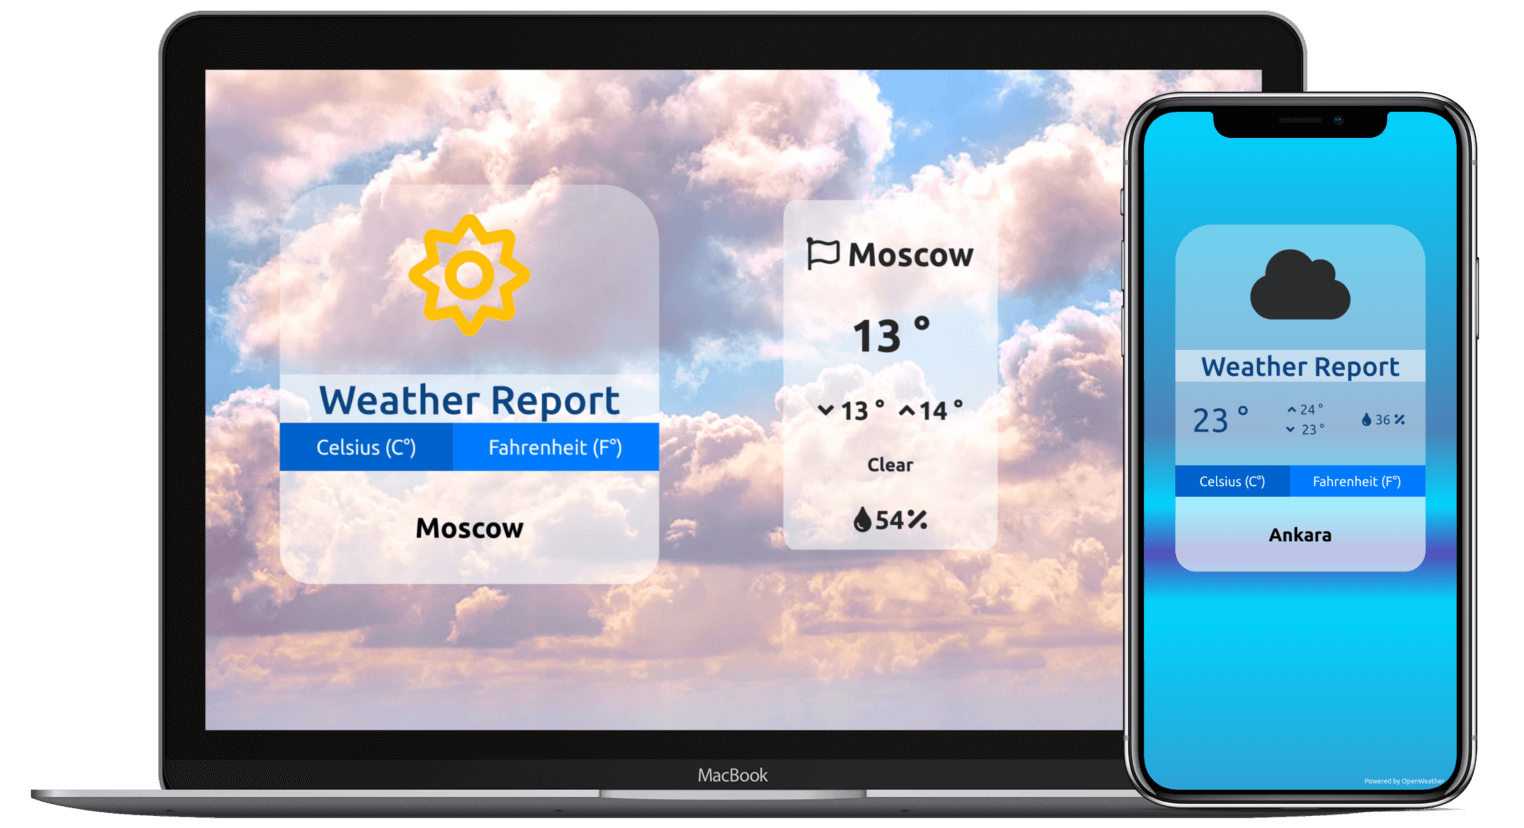 Weather Report
Celsius (C°) Fahrenheit (F°)
Moscow
Moscow
13 °
13 ° 14 °
Clear
54 %
MacBook
Weather Report
23 ° 24 ° 36 %
23 °
Celsius (C°) Fahrenheit (F°)
Ankara
Powered by OpenWeather